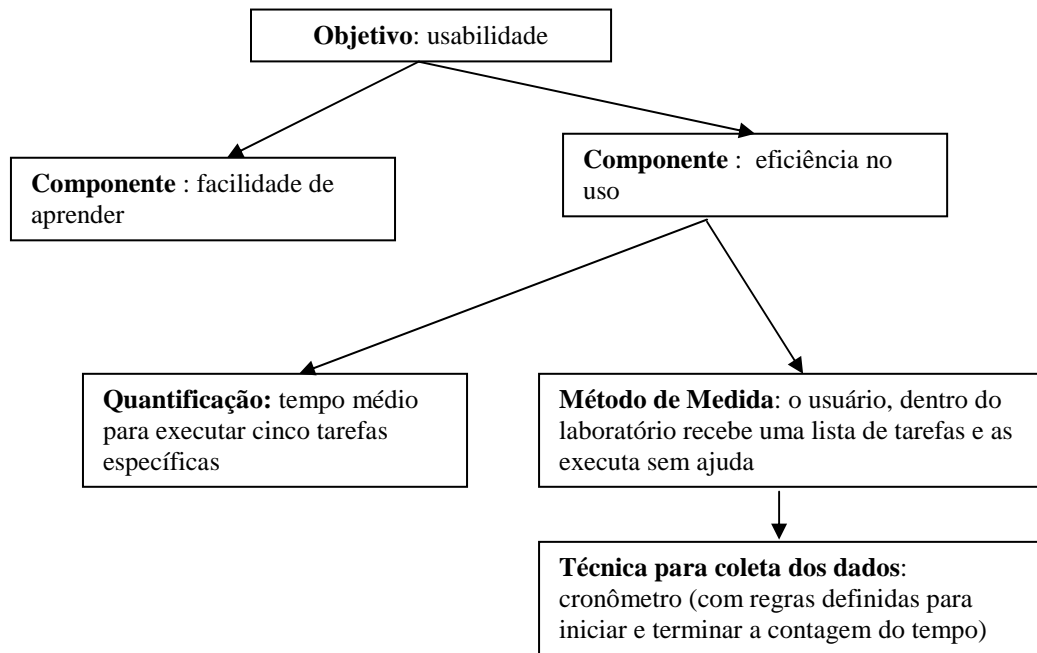 Objetivo: usabilidade
Componente : facilidade de
aprender
Componente : eficiência no
uso
Quantificação: tempo médio
para executar cinco tarefas
específicas
Método de Medida: o usuário, dentro do
laboratório recebe uma lista de tarefas e as
executa sem ajuda
Técnica para coleta dos dados:
cronômetro (com regras definidas para
iniciar e terminar a contagem do tempo)